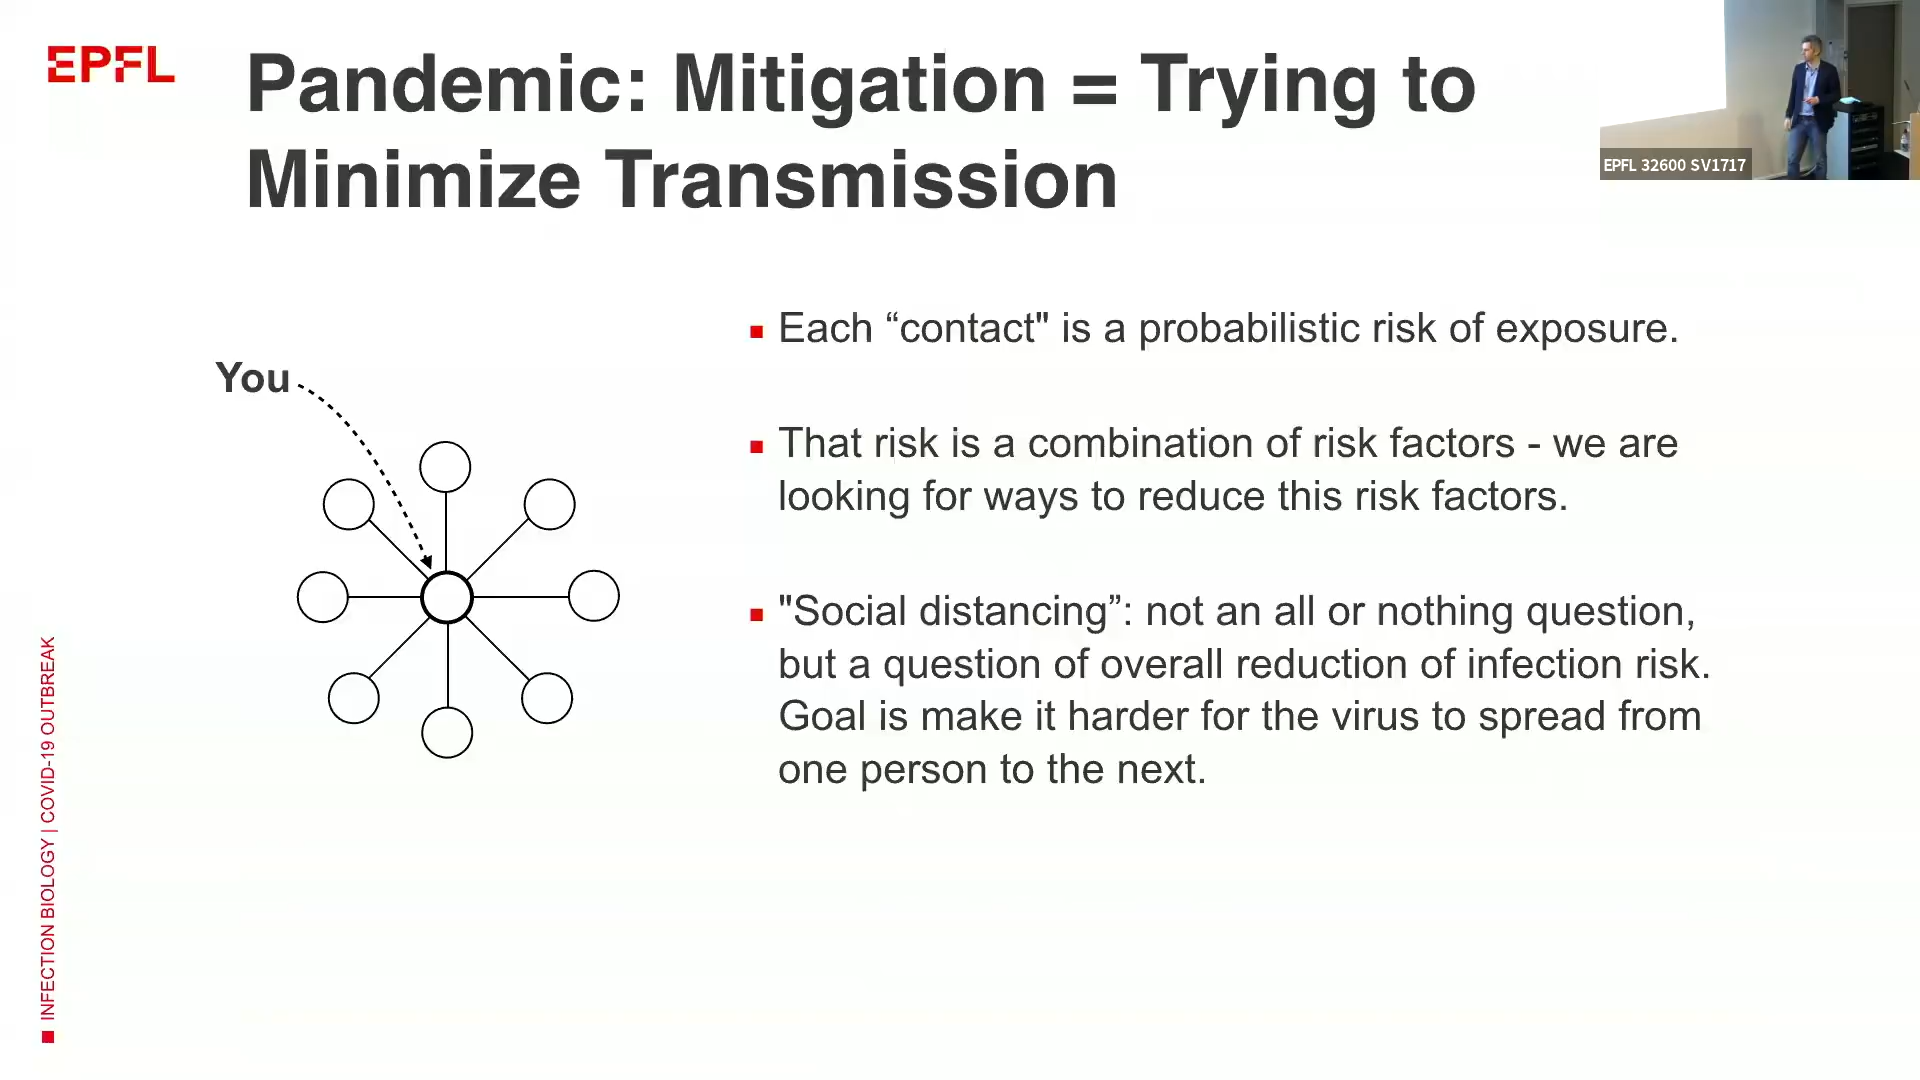 EPFL
Pandemic: Mitigation = Trying to
Minimize Transmission
EPFL 32600 SV1717
You
Each “contact" is a probabilistic risk of exposure.
That risk is a combination of risk factors - we are
looking for ways to reduce this risk factors.
"Social distancing”: not an all or nothing question,
but a question of overall reduction of infection risk.
Goal is make it harder for the virus to spread from
one person to the next.
INFECTION BIOLOGY | COVID-19 OUTBREAK